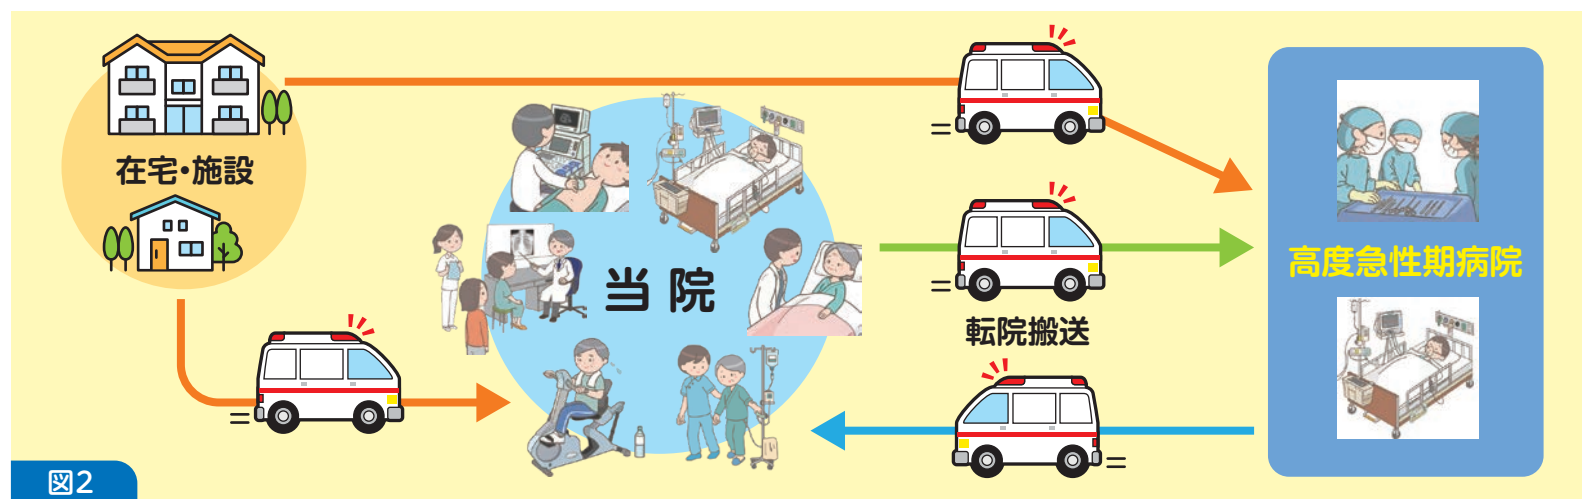 在宅・施設
当院
高度急性期病院
転院搬送
図2